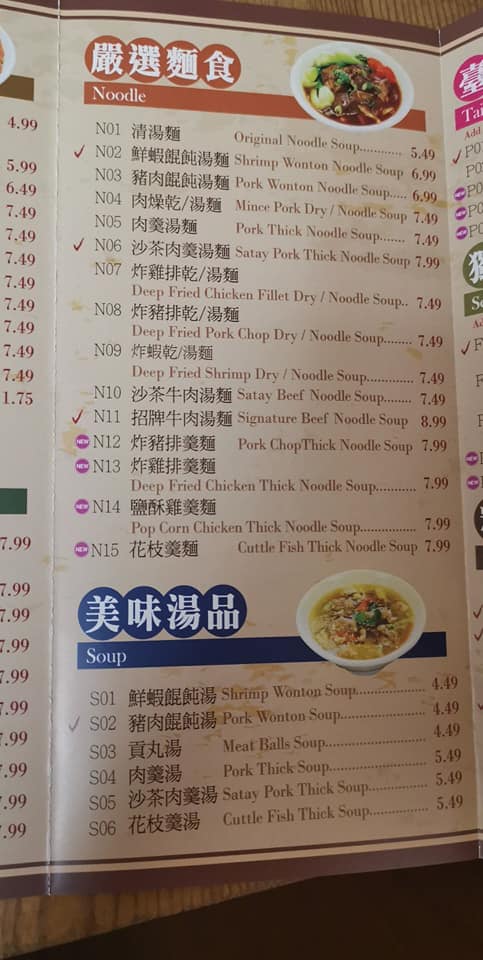 嚴選麵食
Noodle
N01 清湯麵 Original Noodle Soup............ 5.49
N02 鮮蝦餛飩湯麵 Shrimp Wonton Noodle Soup 6.99
N03 豬肉餛飩湯麵 Pork Wonton Noodle Soup..... 6.99
N04 肉燥乾/湯麵 Mince Pork Dry / Noodle Soup 7.49
N05 肉羹湯麵 Pork Thick Noodle Soup....... 7.49
N06 沙茶肉羹湯麵 Satay Pork Thick Noodle Soup 7.99
N07 炸雞排乾/湯麵
Deep Fried Chicken Fillet Dry / Noodle Soup.. 7.49
N08 炸豬排乾/湯麵
Deep Fried Pork Chop Dry / Noodle Soup........ 7.49
N09 炸蝦乾/湯麵
Deep Fried Shrimp Dry / Noodle Soup............ 7.49
N10 沙茶牛肉湯麵 Satay Beef Noodle Soup........ 7.49
N11 招牌牛肉湯麵 Signature Beef Noodle Soup 8.99
NEW N12 炸豬排羹麵 Pork ChopThick Noodle Soup 7.99
NEW N13 炸雞排羹麵
Deep Fried Chicken Thick Noodle Soup.......... 7.99
NEW N14 鹽酥雞羹麵
Pop Corn Chicken Thick Noodle Soup............. 7.99
NEW N15 花枝羹麵 Cuttle Fish Thick Noodle Soup 7.99
美味湯品
Soup
S01 鮮蝦餛飩湯 Shrimp Wonton Soup................. 4.49
S02 豬肉餛飩湯 Pork Wonton Soup..................... 4.49
S03 貢丸湯 Meat Balls Soup........................ 4.49
S04 肉羹湯 Pork Thick Soup...................... 5.49
S05 沙茶肉羹湯 Satay Pork Thick Soup.............. 5.49
S06 花枝羹湯 Cuttle Fish Thick Soup............ 5.49
4.99
5.99
6.49
7.49
7.49
7.49
7.49
7.49
7.49
7.49
7.49
1.75
7.99
7.99
7.99
7.99
7.99
7.99
7.99
7.99
7.99
7.99